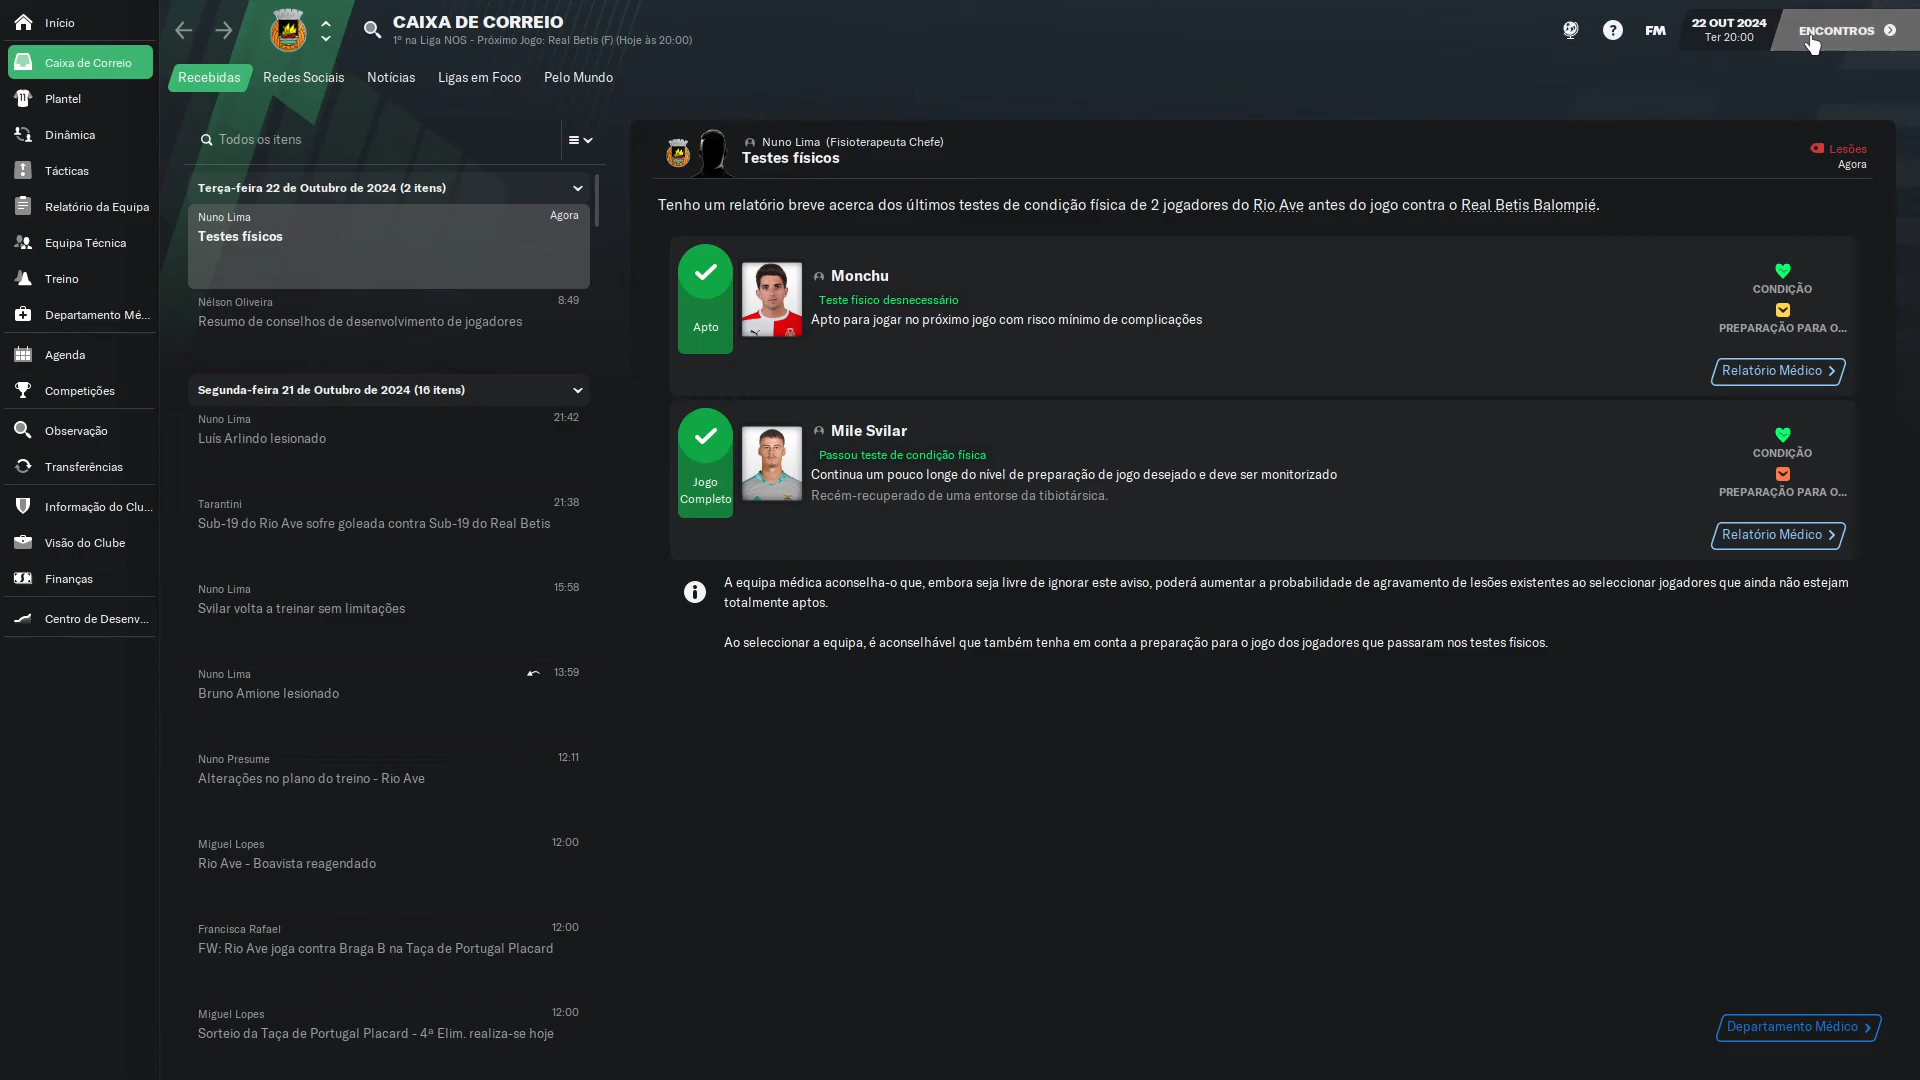 Início
Caixa de Correio
Plantel
Dinâmica
Tácticas
Relatório da Equipa
Equipa Técnica
Treino
Departamento Mé...
Agenda
Competições
Observação
Transferências
Informação do Clu...
Visão do Clube
Finanças
Centro de Desenv...
CAIXA DE CORREIO
1º na Liga NOS - Próximo Jogo: Real Betis (F) (Hoje às 20:00)
FM
22 OUT 2024
Ter 20:00
ENCONTROS
Recebidas
Redes Sociais
Notícias
Ligas em Foco
Pelo Mundo
Todos os itens
Terça-feira 22 de Outubro de 2024 (2 itens)
Nuno Lima
Agora
Testes físicos
Nélson Oliveira
8:49
Resumo de conselhos de desenvolvimento de jogadores
Segunda-feira 21 de Outubro de 2024 (16 itens)
Nuno Lima
21:42
Luís Arlindo lesionado
Tarantini
21:38
Sub-19 do Rio Ave sofre goleada contra Sub-19 do Real Betis
Nuno Lima
15:58
Svilar volta a treinar sem limitações
Nuno Lima
13:59
Bruno Amione lesionado
Nuno Presume
12:11
Alterações no plano do treino - Rio Ave
Miguel Lopes
12:00
Rio Ave - Boavista reagendado
Francisca Rafael
12:00
FW: Rio Ave joga contra Braga B na Taça de Portugal Placard
Miguel Lopes
12:00
Sorteio da Taça de Portugal Placard - 4ª Elim. realiza-se hoje
Nuno Lima (Fisioterapeuta Chefe)
Testes físicos
Lesões
Agora
Tenho um relatório breve acerca dos últimos testes de condição física de 2 jogadores do Rio Ave antes do jogo contra o Real Betis Balompié.
Apto
Monchu
Teste físico desnecessário
Apto para jogar no próximo jogo com risco mínimo de complicações
CONDIÇÃO
PREPARAÇÃO PARA O...
Relatório Médico
Jogo
Completo
Mile Svilar
Passou teste de condição física
Continua um pouco longe do nível de preparação de jogo desejado e deve ser monitorizado
Recém-recuperado de uma entorse da tibiotársica.
CONDIÇÃO
PREPARAÇÃO PARA O...
Relatório Médico
A equipa médica aconselha-o que, embora seja livre de ignorar este aviso, poderá aumentar a probabilidade de agravamento de lesões existentes ao seleccionar jogadores que ainda não estejam
totalmente aptos.
Ao seleccionar a equipa, é aconselhável que também tenha em conta a preparação para o jogo dos jogadores que passaram nos testes físicos.
Departamento Médico